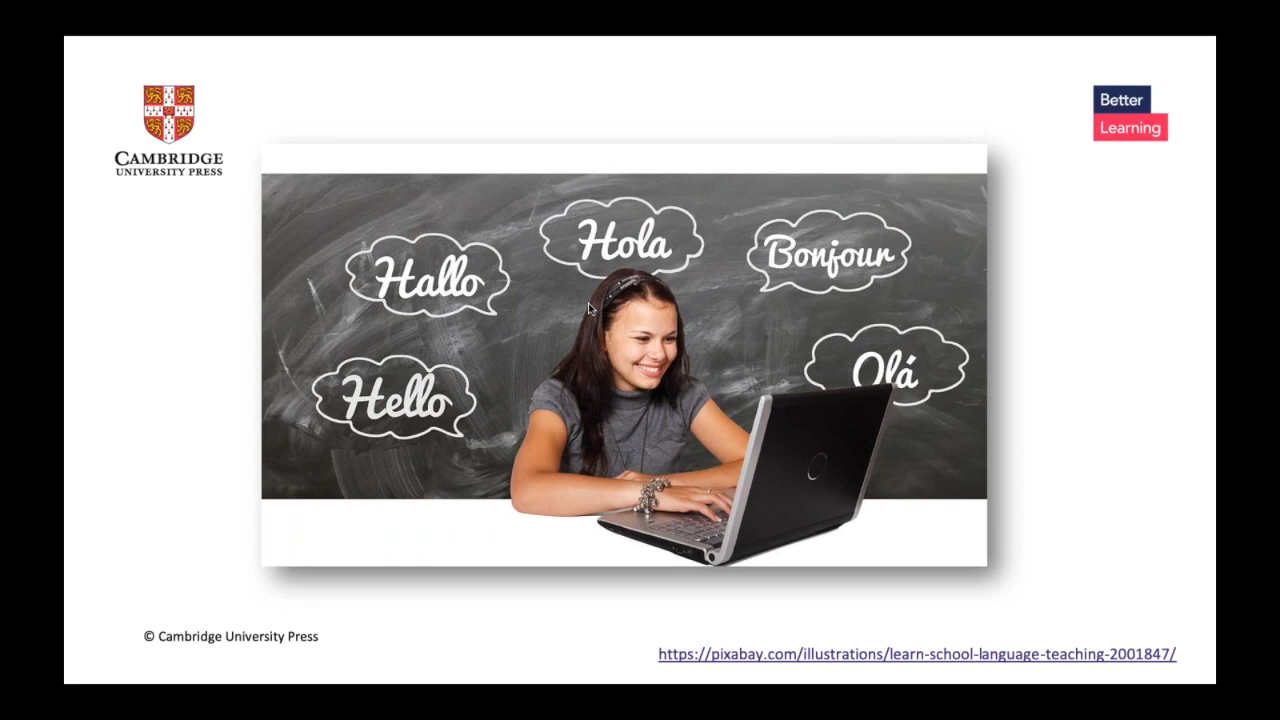 CAMBRIDGE
UNIVERSITY PRESS
Better
Learning
Hola
Bonjour
Hallo
Olá
Hello
© Cambridge University Press
https://pixabay.com/illustrations/learn-school-language-teaching-2001847/